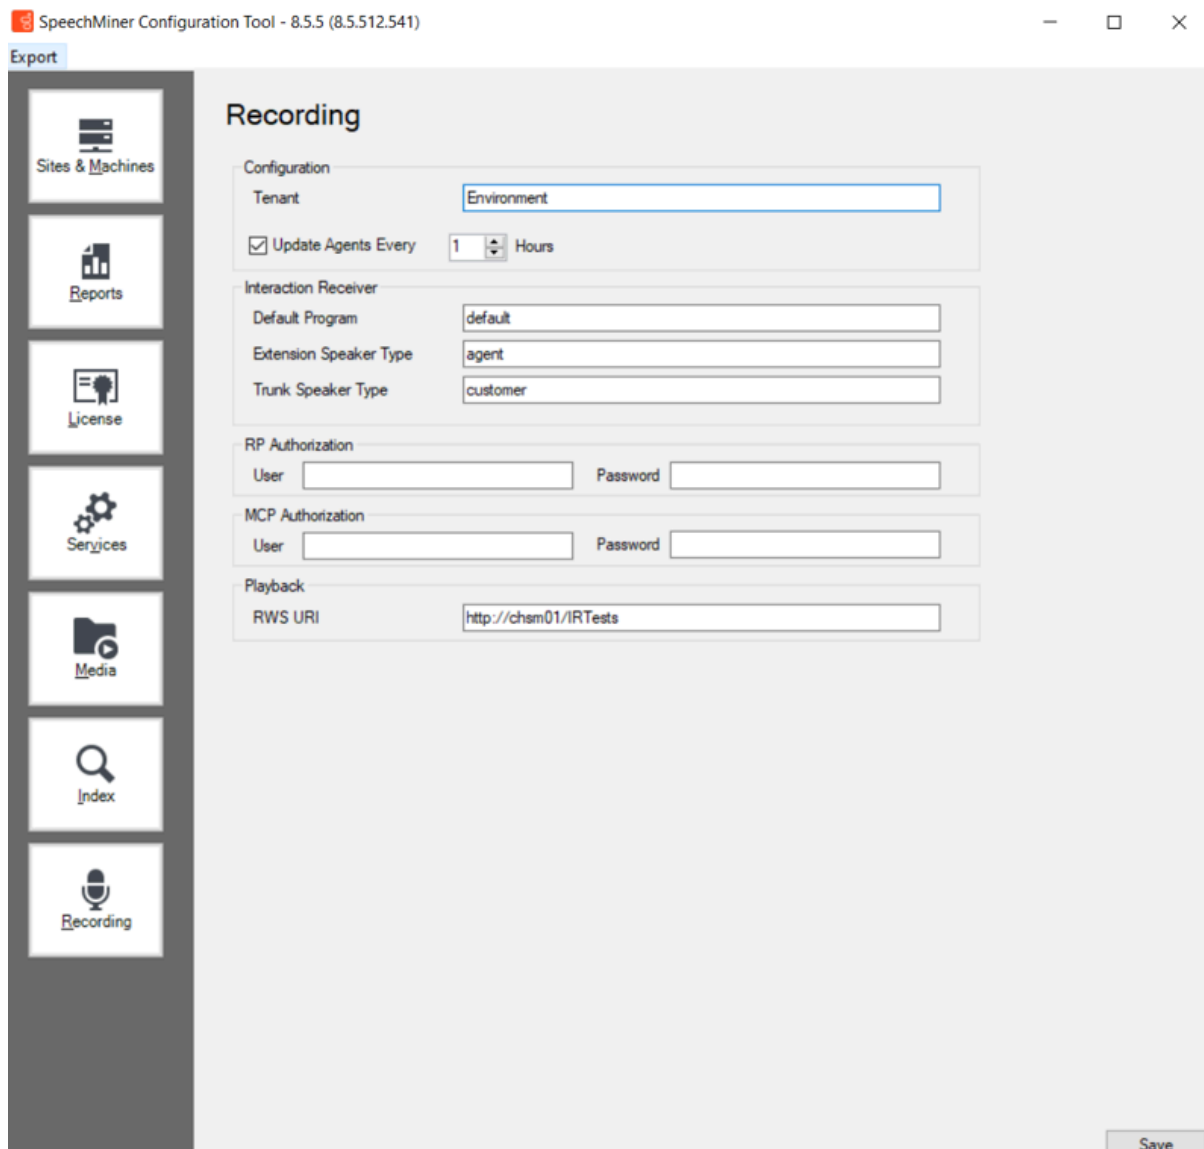 SpeechMiner Configuration Tool - 8.5.5 (8.5.512.541)
Export
Sites & Machines
Reports
License
Services
Media
Index
Recording
Recording
Configuration
Tenant Environment
Update Agents Every 1 Hours
Interaction Receiver
Default Program default
Extension Speaker Type agent
Trunk Speaker Type customer
RP Authorization
User Password
MCP Authorization
User Password
Playback
RWS URI http://chsm01/IRTests
Save